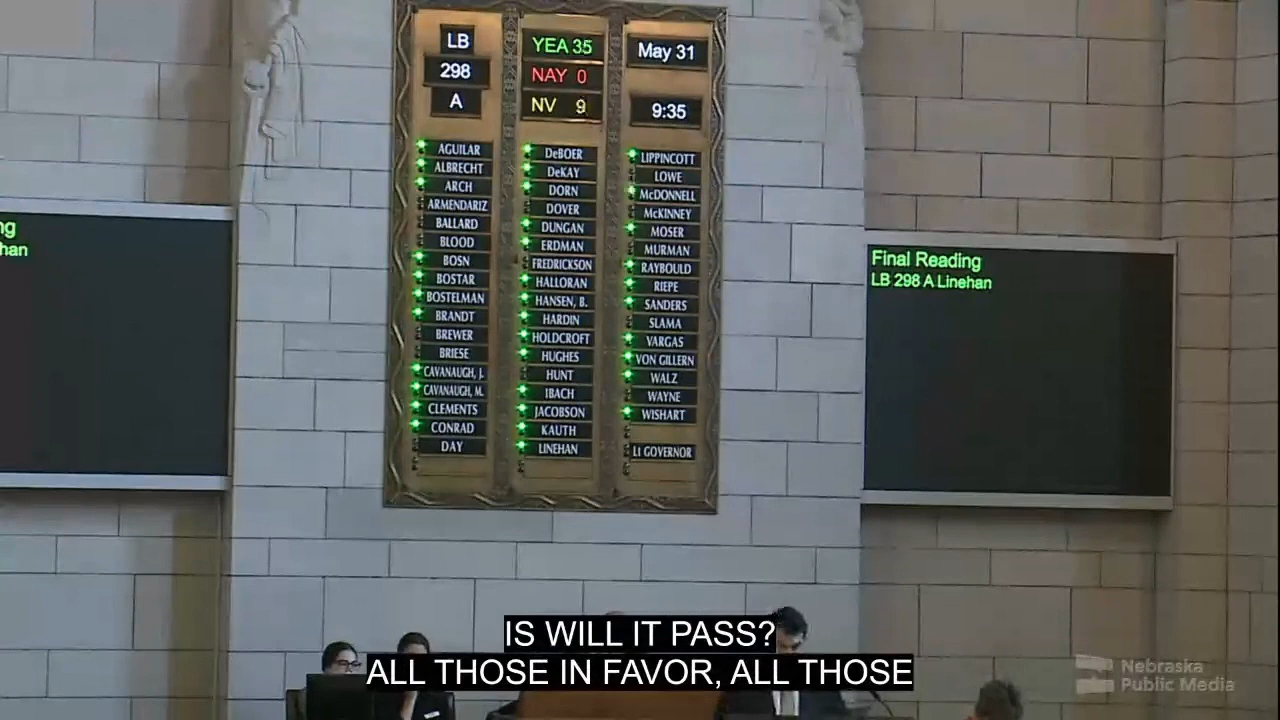 LB
298
A
YEA 35
NAY 0
NV 9
May 31
9:35
AGUILAR
ALBRECHT
ARCH
ARMENDARIZ
BALLARD
BLOOD
BOSN
BOSTAR
BOSTELMAN
BRANDT
BREWER
BRIESE
CAVANAUGH, J.
CAVANAUGH, M.
CLEMENTS
CONRAD
DAY
DeBOER
DeKAY
DORN
DOVER
DUNGAN
ERDMAN
FREDRICKSON
HALLORAN
HANSEN, B.
HARDIN
HOLDCROFT
HUGHES
HUNT
IBACH
JACOBSON
KAUTH
LINEHAN
LIPPINCOTT
LOWE
McDONNELL
McKINNEY
MOSER
MURMAN
RAYBOULD
RIEPE
SANDERS
SLAMA
VARGAS
VON GILLERN
WALZ
WAYNE
WISHART
Lt GOVERNOR
ng
han
Final Reading
LB 298 A Linehan
IS WILL IT PASS?
ALL THOSE IN FAVOR, ALL THOSE
Nebraska
Public Media